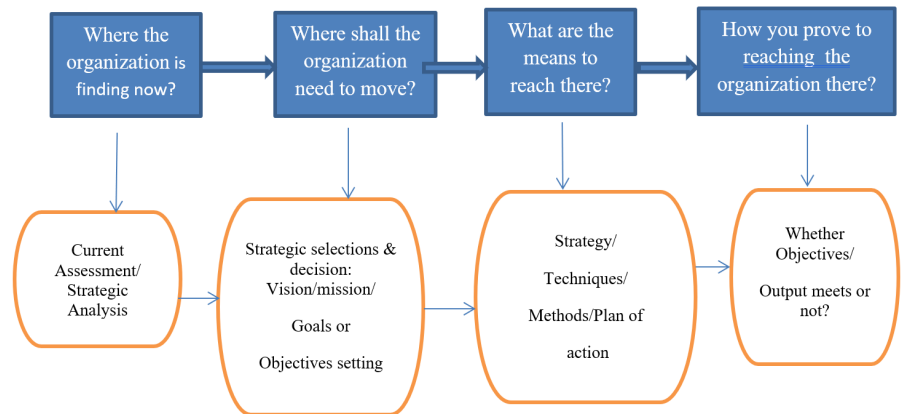 Where the
organization is
finding now?
Where shall the
organization
need to move?
What are the
means to
reach there?
How you prove to
reaching the
organization there?
Current
Assessment/
Strategic
Analysis
Strategic selections &
decision:
Vision/mission/
Goals or
Objectives setting
Strategy/
Techniques/
Methods/Plan of
action
Whether
Objectives/
Output meets or
not?